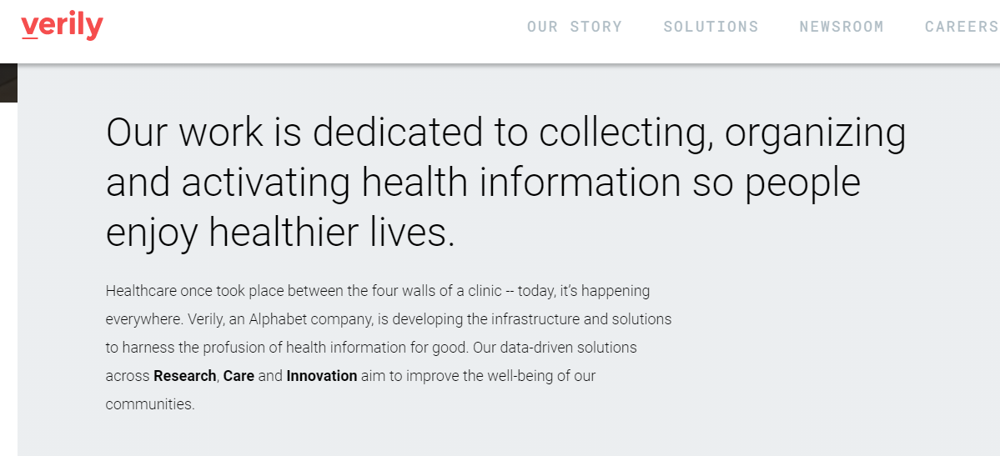 verily
OUR STORY SOLUTIONS NEWSROOM CAREERS
Our work is dedicated to collecting, organizing
and activating health information so people
enjoy healthier lives.
Healthcare once took place between the four walls of a clinic -- today, it's happening
everywhere. Verily, an Alphabet company, is developing the infrastructure and solutions
to harness the profusion of health information for good. Our data-driven solutions
across Research, Care and Innovation aim to improve the well-being of our
communities.